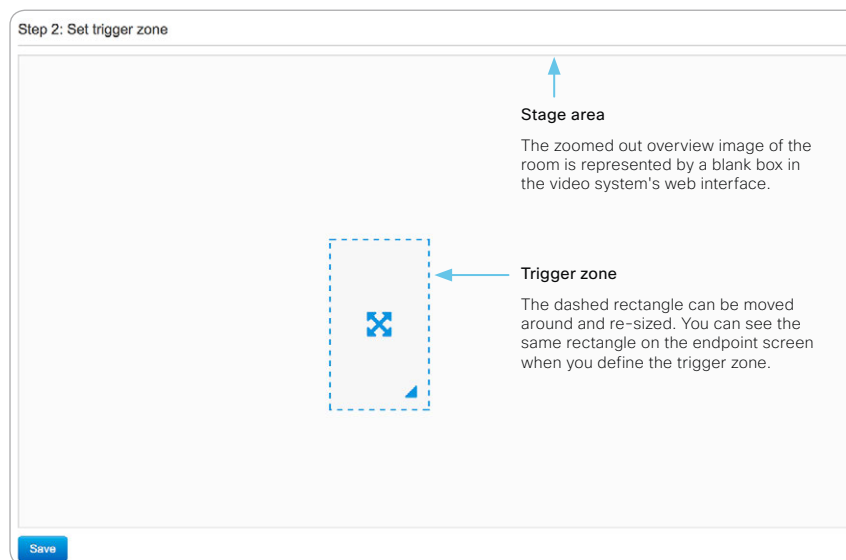 Step 2: Set trigger zone
Stage area
The zoomed out overview image of the
room is represented by a blank box in
the video system's web interface.
Trigger zone
The dashed rectangle can be moved
around and re-sized. You can see the
same rectangle on the endpoint screen
when you define the trigger zone.
Save